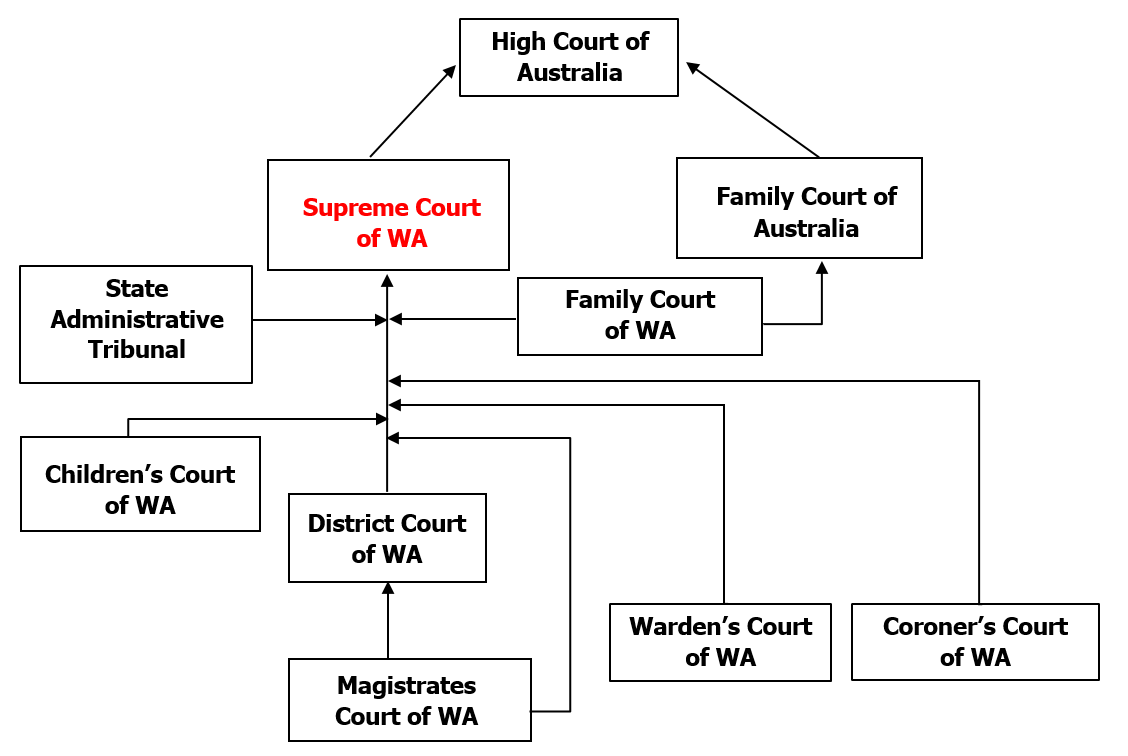 High Court of
Australia
Supreme Court
of WA
Family Court of
Australia
State
Administrative
Tribunal
Family Court
of WA
Children’s Court
of WA
District Court
of WA
Warden’s Court
of WA
Coroner’s Court
of WA
Magistrates
Court of WA